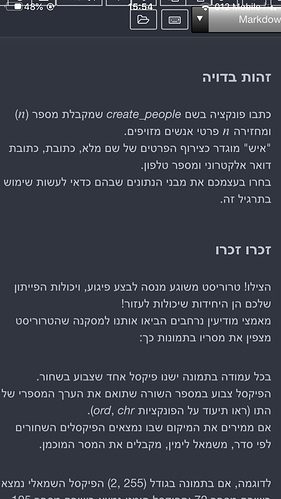 48%
15:54
012 Mobile
Markdow
זהות בדויה
כתבו פונקציה בשם create_people שמקבלת מספר (n)
ומחזירה n פרטי אנשים מזויפים.
"איש" מוגדר כצירוף הפרטים של שם מלא, כתובת, כתובת
דואר אלקטרוני ומספר טלפון.
בחרו בעצמכם את מבני הנתונים שבהם כדאי לעשות שימוש
בתרגיל זה.
זכרו זכרו
הצילו! טרוריסט משוגע מנסה לבצע פיגוע, ויכולות הפייתון
שלכם הן היחידות שיכולות לעזור!
מאמצי מודיעין נרחבים הביאו אותנו למסקנה שהטרוריסט
מצפין את מסריו בתמונות כך:
בכל עמודה בתמונה ישנו פיקסל אחד שצבוע בשחור.
הפיקסל צבוע במספר השורה שתואם את הערך המספרי של
התו (ראו תיעוד על הפונקציות ord, chr).
אם ממירים את המיקום שבו נמצאים הפיקסלים השחורים
לפי סדר, משמאל לימין, מקבלים את המסר המוכמן.
לדוגמה, אם בתמונה בגודל (2, 255) הפיקסל השמאלי נמצא